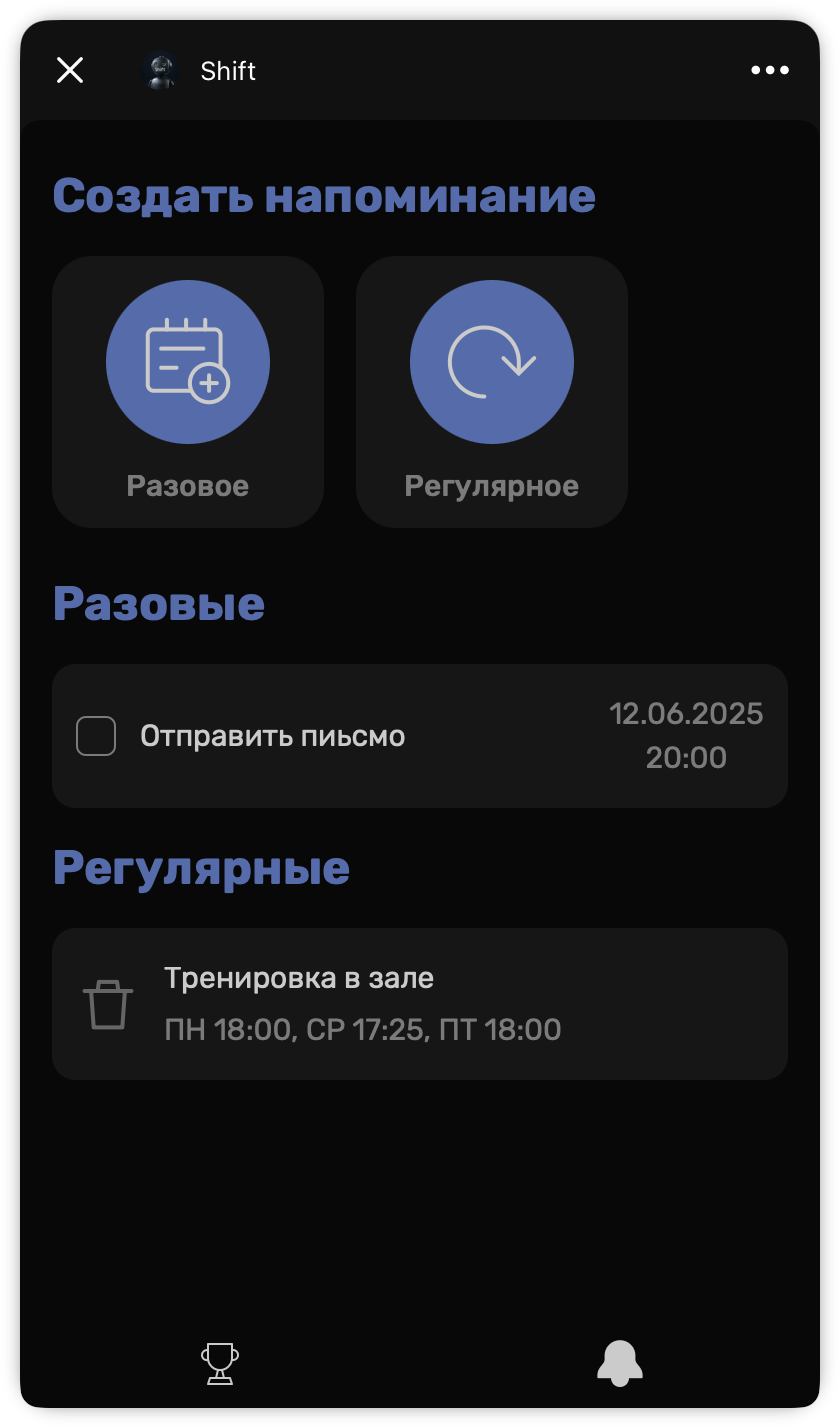 Shift
Создать напоминание
Разовое
Регулярное
Разовые
Отправить пиьсмо
12.06.2025
20:00
Регулярные
Тренировка в зале
ПН 18:00, СР 17:25, ПТ 18:00